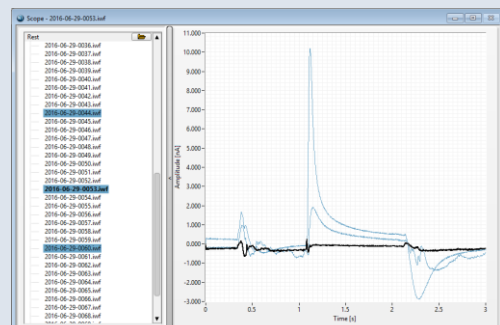 Scope - 2016-06-29-0053.iwf
Rest
2016-06-29-0036.iwf
2016-06-29-0037.iwf
2016-06-29-0038.iwf
2016-06-29-0039.iwf
2016-06-29-0040.iwf
2016-06-29-0041.iwf
2016-06-29-0042.iwf
2016-06-29-0043.iwf
2016-06-29-0044.iwf
2016-06-29-0045.iwf
2016-06-29-0046.iwf
2016-06-29-0047.iwf
2016-06-29-0048.iwf
2016-06-29-0049.iwf
2016-06-29-0050.iwf
2016-06-29-0051.iwf
2016-06-29-0052.iwf
2016-06-29-0053.iwf
2016-06-29-0054.iwf
2016-06-29-0055.iwf
2016-06-29-0056.iwf
2016-06-29-0057.iwf
2016-06-29-0058.iwf
2016-06-29-0059.iwf
2016-06-29-0060.iwf
2016-06-29-0061.iwf
2016-06-29-0062.iwf
2016-06-29-0063.iwf
2016-06-29-0064.iwf
2016-06-29-0065.iwf
2016-06-29-0066.iwf
2016-06-29-0067.iwf
2016-06-29-0068.iwf
11.000
10.000
9.000
8.000
7.000
6.000
5.000
4.000
3.000
2.000
1.000
0.000
-1.000
-2.000
-3.000
Amplitude [nA]
0 0.5 1 1.5 2 2.5 3
Time [s]